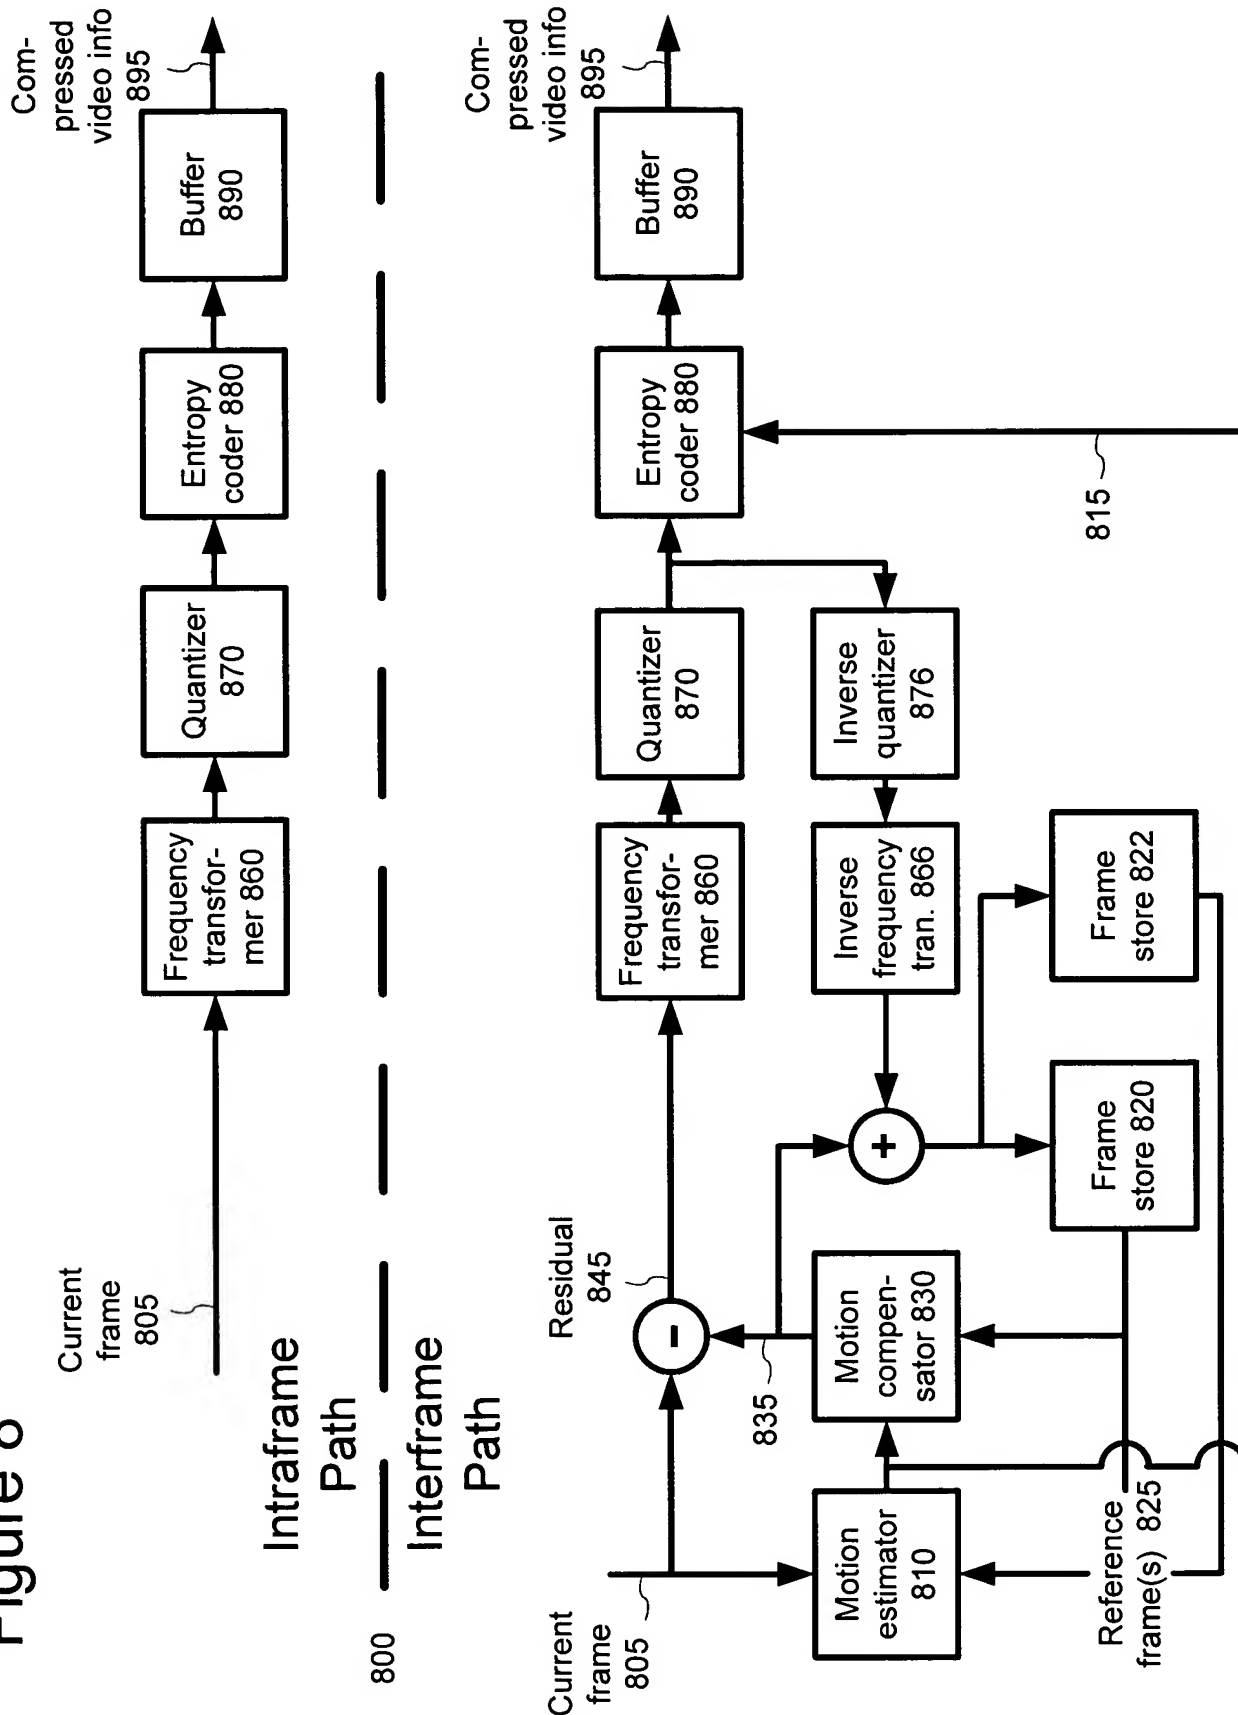 Figure 8
Current
frame
805
Frequency
transfor-
mer 860
Quantizer
870
Entropy
coder 880
Buffer
890
Com-
pressed
video info
895
Intraframe
Path
800
Interframe
Path
Current
frame
805
Residual
845
Frequency
transfor-
mer 860
Quantizer
870
Entropy
coder 880
Buffer
890
Com-
pressed
video info
895
-
835
Motion
estimator
810
Motion
compen-
sator 830
+
Inverse
frequency
tran. 866
Inverse
quantizer
876
815
Reference
frame(s) 825
Frame
store 820
Frame
store 822